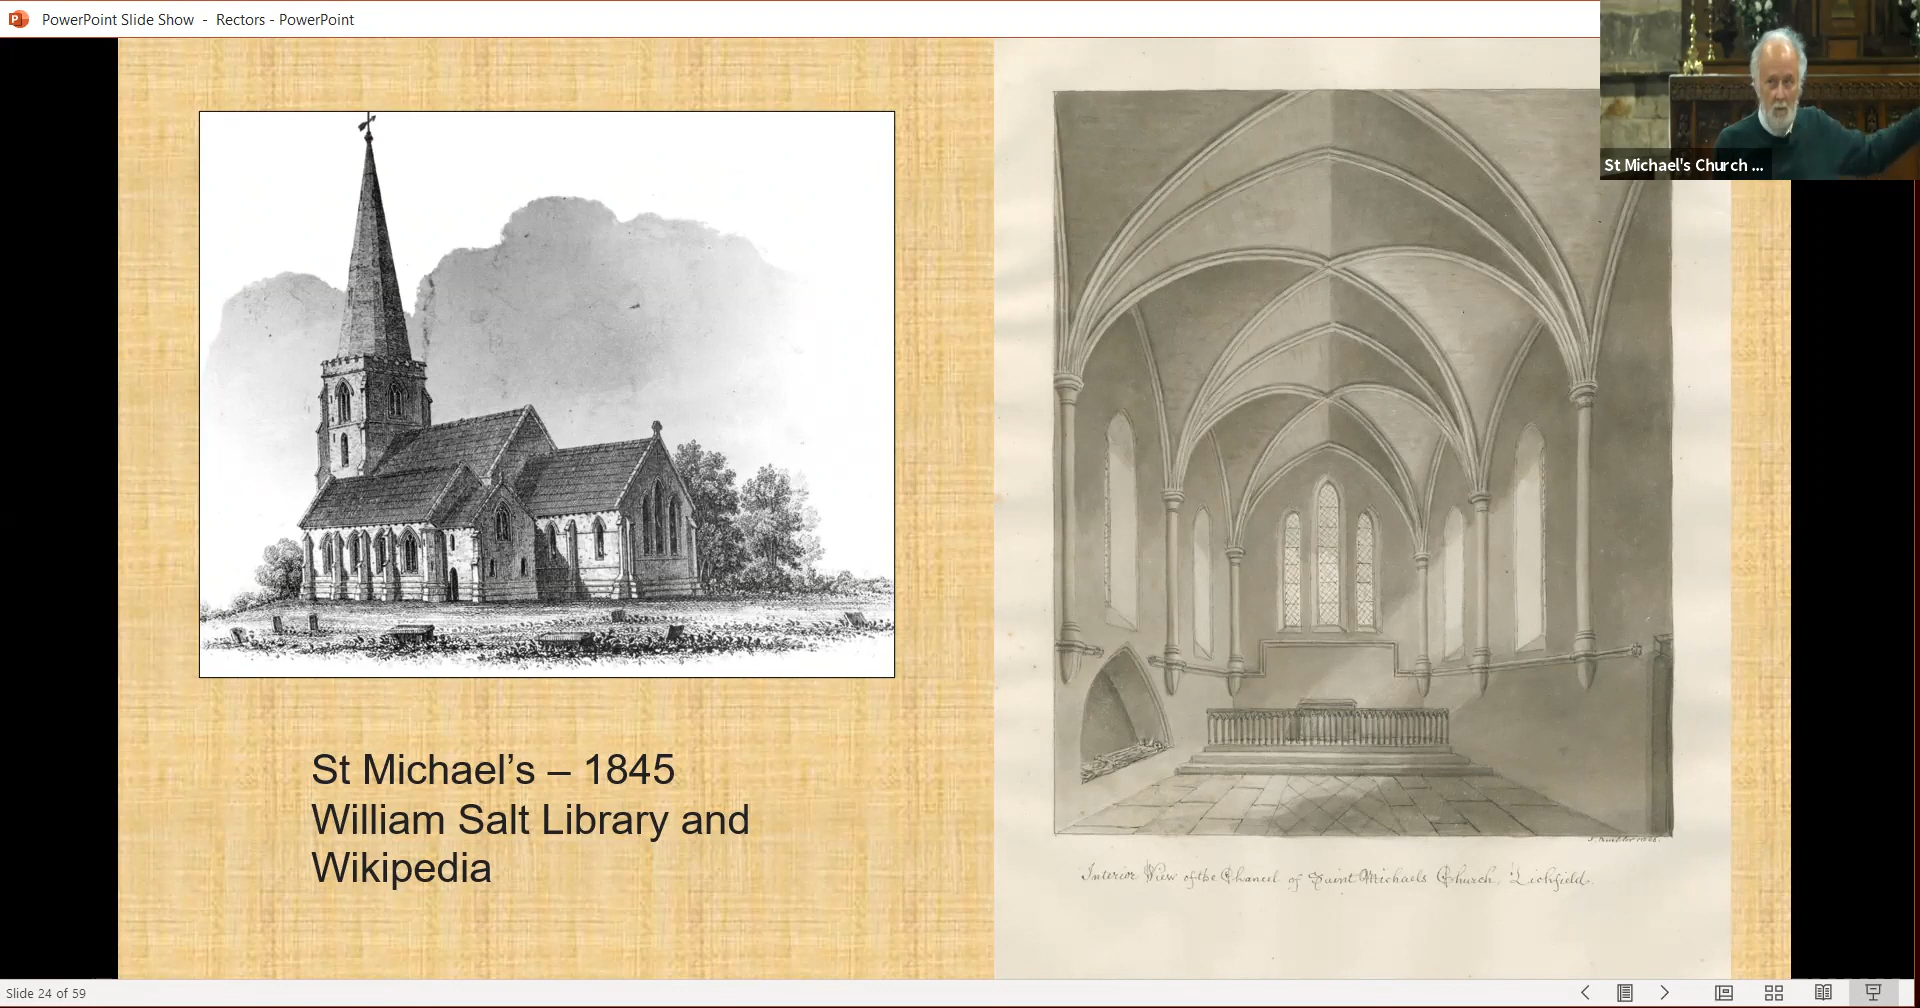 PowerPoint Slide Show - Rectors - PowerPoint
St Michael's Church ...
St Michael’s – 1845
William Salt Library and
Wikipedia
Interior View of the Chancel of Saint Michaels Church, Lichfield.
Slide 24 of 59